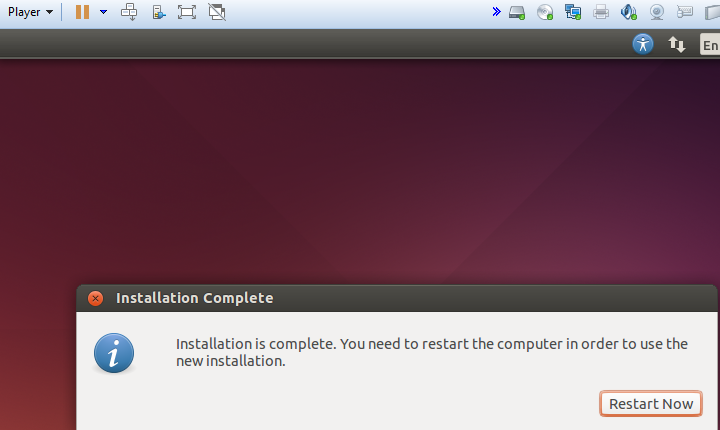 Player
En
Installation Complete
Installation is complete. You need to restart the computer in order to use the
new installation.
Restart Now